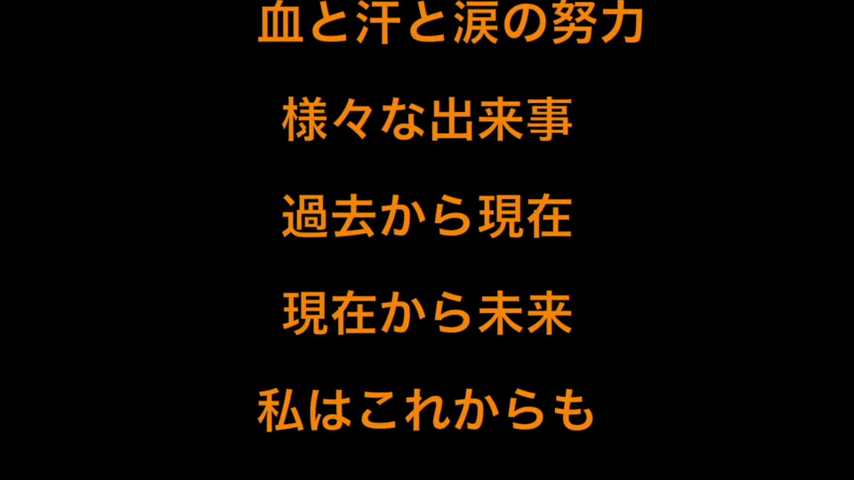 血と汗と涙の努力
様々な出来事
過去から現在
現在から未来
私はこれからも